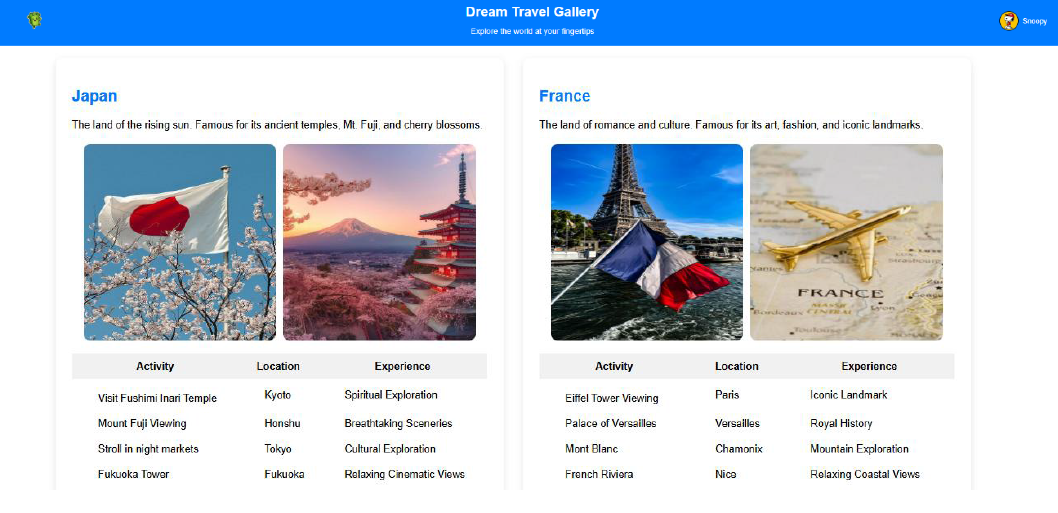 Dream Travel Gallery
Explore the world at your fingertips
Snoopy
Japan
The land of the rising sun. Famous for its ancient temples, Mt. Fuji, and cherry blossoms.
Activity Location Experience
Visit Fushimi Inari Temple Kyoto Spiritual Exploration
Mount Fuji Viewing Honshu Breathtaking Sceneries
Stroll in night markets Tokyo Cultural Exploration
Fukuoka Tower Fukuoka Relaxing Cinematic Views
France
The land of romance and culture. Famous for its art, fashion, and iconic landmarks.
FRANCE
Lyon
MASSIF
CENTRAL
Bordeaux
Toulouse
Activity Location Experience
Eiffel Tower Viewing Paris Iconic Landmark
Palace of Versailles Versailles Royal History
Mont Blanc Chamonix Mountain Exploration
French Riviera Nice Relaxing Coastal Views